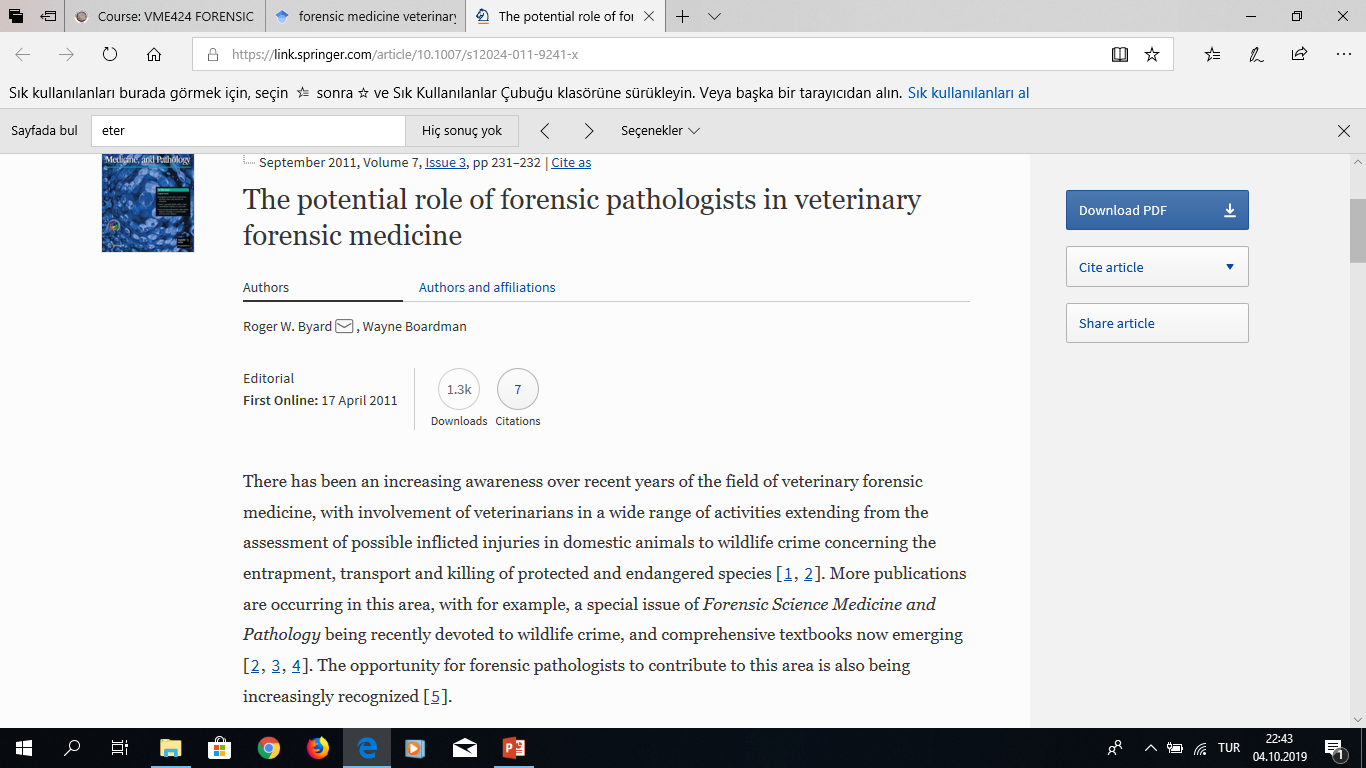 Course: VME424 FORENSIC
forensic medicine veterinary
The potential role of for
https://link.springer.com/article/10.1007/s12024-011-9241-x
Sık kullanılanları burada görmek için, seçin sonra ve Sık Kullanılanlar Çubuğu klasörüne sürükleyin. Veya başka bir tarayıcıdan alın. Sık kullanılanları al
Sayfada bul eter Hiç sonuç yok Seçenekler
Medicine, and Pathology
September 2011, Volume 7, Issue 3, pp 231–232 | Cite as
The potential role of forensic pathologists in veterinary
forensic medicine
Authors Authors and affiliations
Roger W. Byard , Wayne Boardman
Editorial
First Online: 17 April 2011
1.3k
Downloads
7
Citations
There has been an increasing awareness over recent years of the field of veterinary forensic
medicine, with involvement of veterinarians in a wide range of activities extending from the
assessment of possible inflicted injuries in domestic animals to wildlife crime concerning the
entrapment, transport and killing of protected and endangered species [1, 2]. More publications
are occurring in this area, with for example, a special issue of Forensic Science Medicine and
Pathology being recently devoted to wildlife crime, and comprehensive textbooks now emerging
[2, 3, 4]. The opportunity for forensic pathologists to contribute to this area is also being
increasingly recognized [5].
Download PDF
Cite article
Share article
TUR
22:43
04.10.2019
1